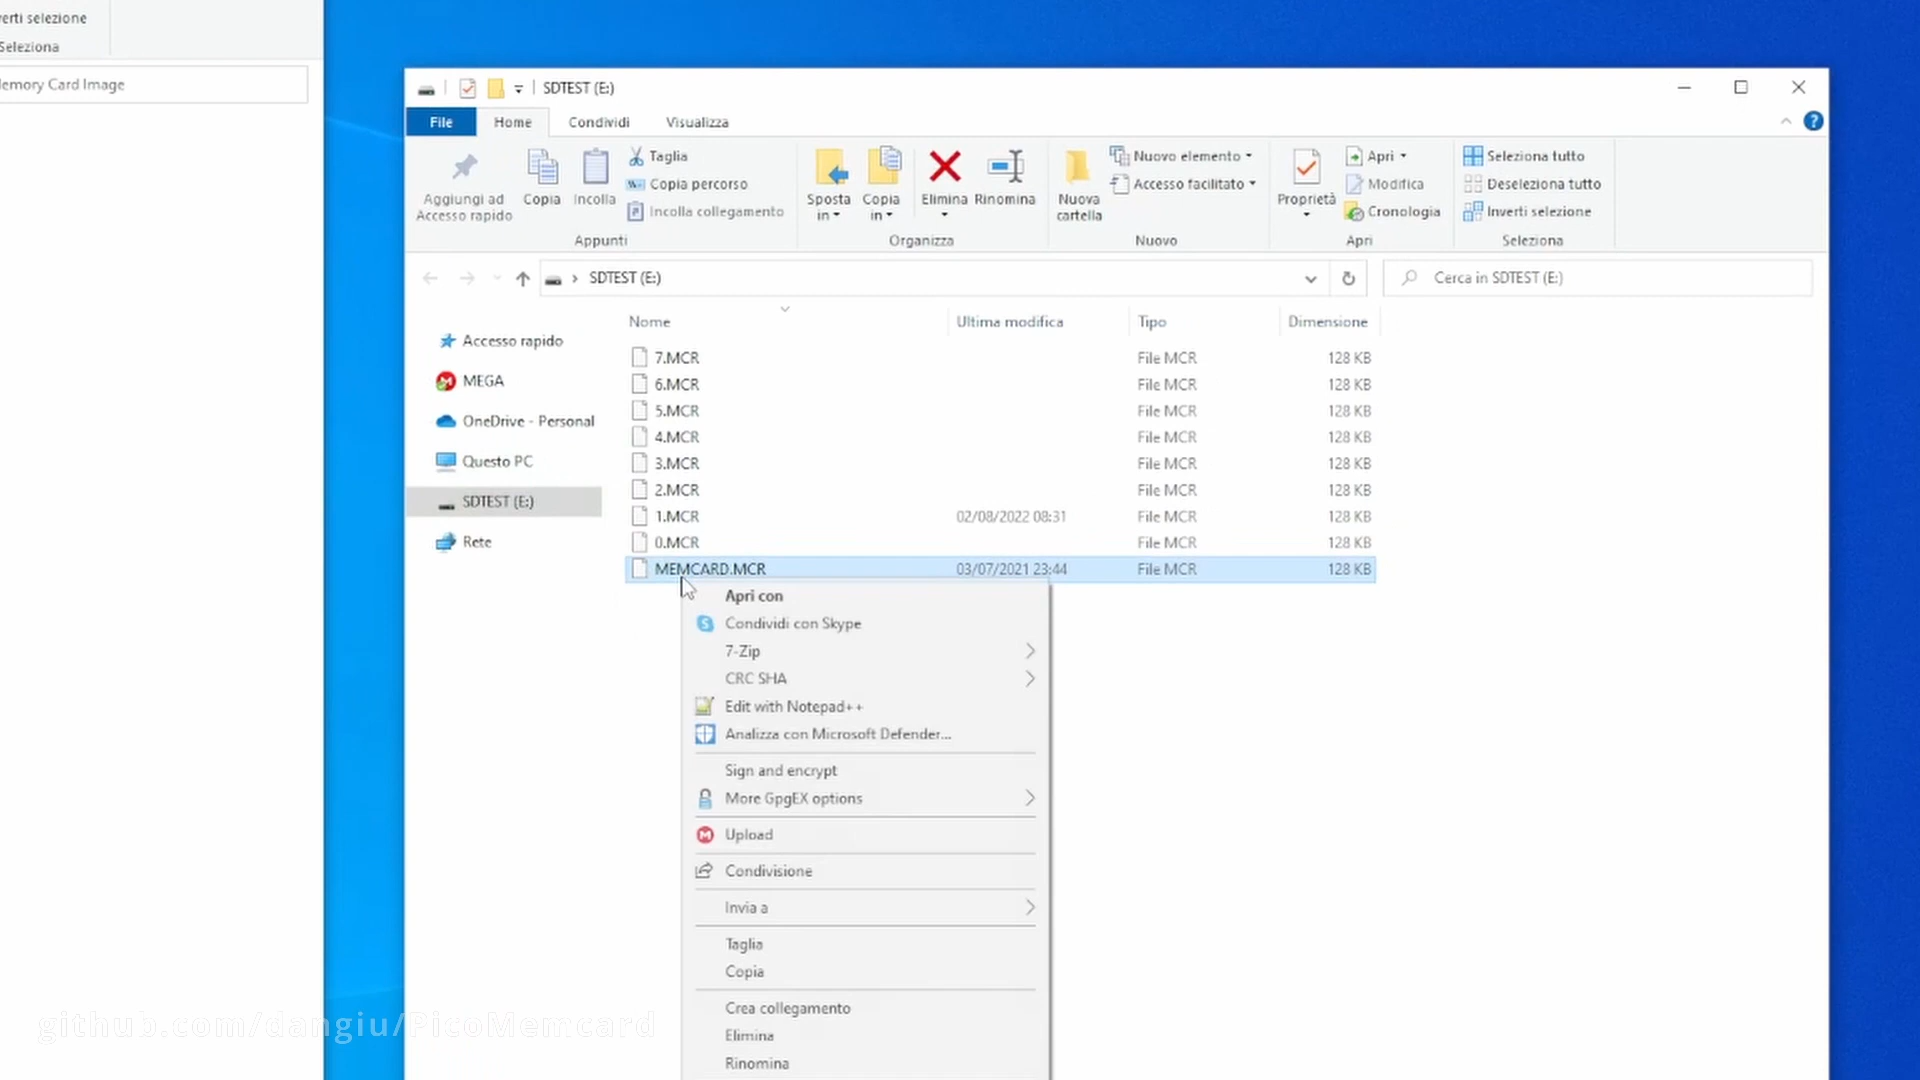 verti selezione
Seleziona
emory Card Image
SDTEST (E:)
File Home Condividi Visualizza
Aggiungi ad
Accesso rapido
Copia
Incolla
Taglia
Copia percorso
Incolla collegamento
Appunti
Sposta
in
Copia
in
Elimina
Rinomina
Organizza
Nuova
cartella
Nuovo elemento
Accesso facilitato
Nuovo
Proprietà
Apri
Modifica
Cronologia
Apri
Seleziona tutto
Deseleziona tutto
Inverti selezione
Seleziona
SDTEST (E:)
Cerca in SDTEST (E:)
Accesso rapido
MEGA
OneDrive - Personal
Questo PC
SDTEST (E:)
Rete
Nome Ultima modifica Tipo Dimensione
7.MCR File MCR 128 KB
6.MCR File MCR 128 KB
5.MCR File MCR 128 KB
4.MCR File MCR 128 KB
3.MCR File MCR 128 KB
2.MCR File MCR 128 KB
1.MCR 02/08/2022 08:31 File MCR 128 KB
0.MCR File MCR 128 KB
MEMCARD.MCR 03/07/2021 23:44 File MCR 128 KB
Apri con
Condividi con Skype
7-Zip
CRC SHA
Edit with Notepad++
Analizza con Microsoft Defender...
Sign and encrypt
More GpgEX options
Upload
Condivisione
Invia a
Taglia
Copia
Crea collegamento
Elimina
Rinomina
github.com/dangiu/PicoMemcard